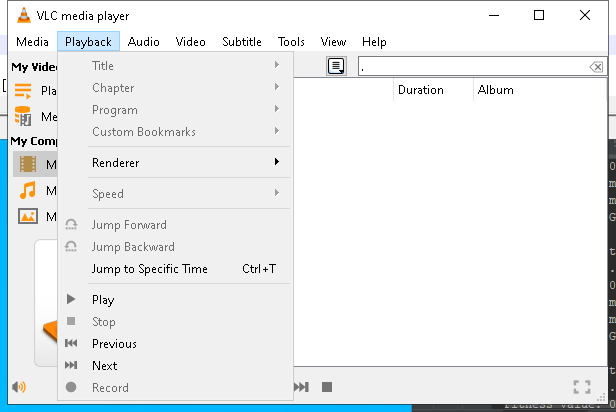 VLC media player
Media Playback Audio Video Subtitle Tools View Help
My Vide
Pla
Me
My Comp
M
M
M
Title
Chapter
Program
Custom Bookmarks
Renderer
Speed
Jump Forward
Jump Backward
Jump to Specific Time Ctrl+T
Play
Stop
Previous
Next
Record
.
Duration Album